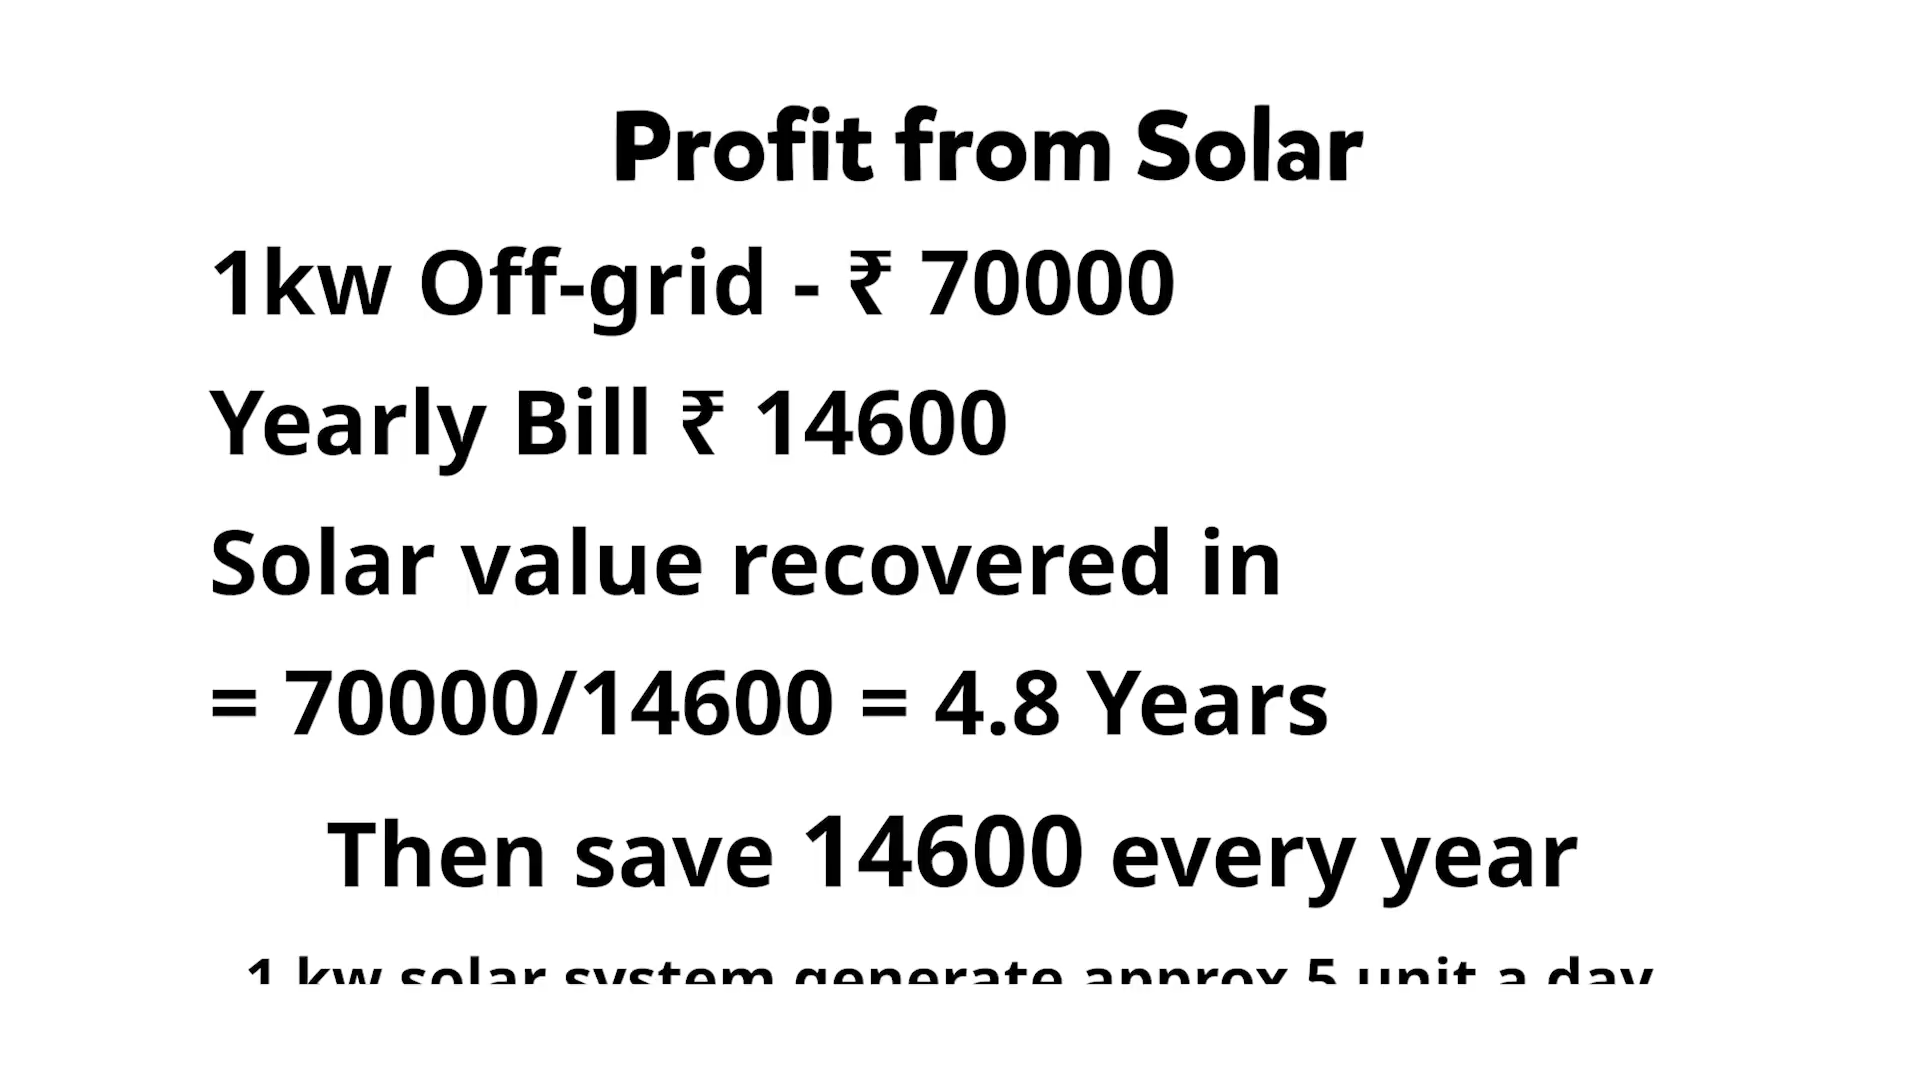 Profit from Solar
1kw Off-grid - ₹ 70000
Yearly Bill ₹ 14600
Solar value recovered in
= 70000/14600 = 4.8 Years
Then save 14600 every year
1 kw solar system generate approx 5 unit a day